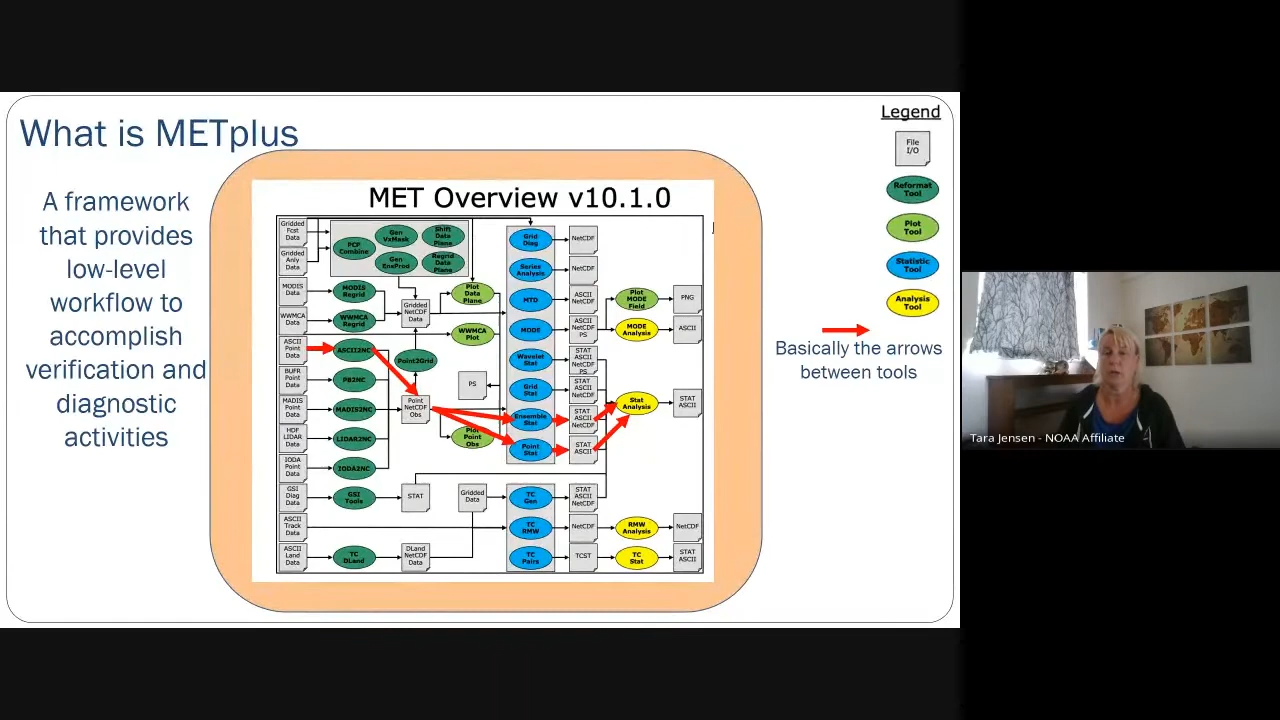 What is METplus
A framework
that provides
low-level
workflow to
accomplish
verification and
diagnostic
activities
MET Overview v10.1.0
Gridded
Fcst
Data
Gridded
Anly
Data
MODIS
Data
WWMCA
Data
ASCII
Point
Data
BUFR
Point
Data
MADIS
Point
Data
HDF
LIDAR
Data
IODA
Point
Data
GSI
Diag
Data
ASCII
Track
Data
ASCII
Land
Data
PCP
Combine
Gen
VxMask
Shift
Data
Plane
Gen
EnsProd
Regrid
Data
Plane
MODIS
Regrid
WWMCA
Regrid
ASCII2NC
PB2NC
MADIS2NC
LIDAR2NC
IODA2NC
GSI
Tools
TC
DLand
Gridded
NetCDF
Data
Point2Grid
Point
NetCDF
Obs
STAT
DLand
NetCDF
Data
Plot
Data
Plane
WWMCA
Plot
PS
Plot
Point
Obs
Gridded
Data
Grid
Diag
Series
Analysis
MTD
MODE
Wavelet
Stat
Grid
Stat
Ensemble
Stat
Point
Stat
TC
Gen
TC
RMW
TC
Pairs
NetCDF
NetCDF
ASCII
NetCDF
ASCII
NetCDF
PS
STAT
ASCII
NetCDF
PS
STAT
ASCII
NetCDF
STAT
ASCII
NetCDF
STAT
ASCII
STAT
ASCII
NetCDF
NetCDF
TCST
Plot
MODE
Field
MODE
Analysis
Stat
Analysis
RMW
Analysis
TC
Stat
PNG
ASCII
STAT
ASCII
NetCDF
STAT
ASCII
Legend
File
I/O
Reformat
Tool
Plot
Tool
Statistic
Tool
Analysis
Tool
Basically the arrows
between tools
Tara Jensen - NOAA Affiliate